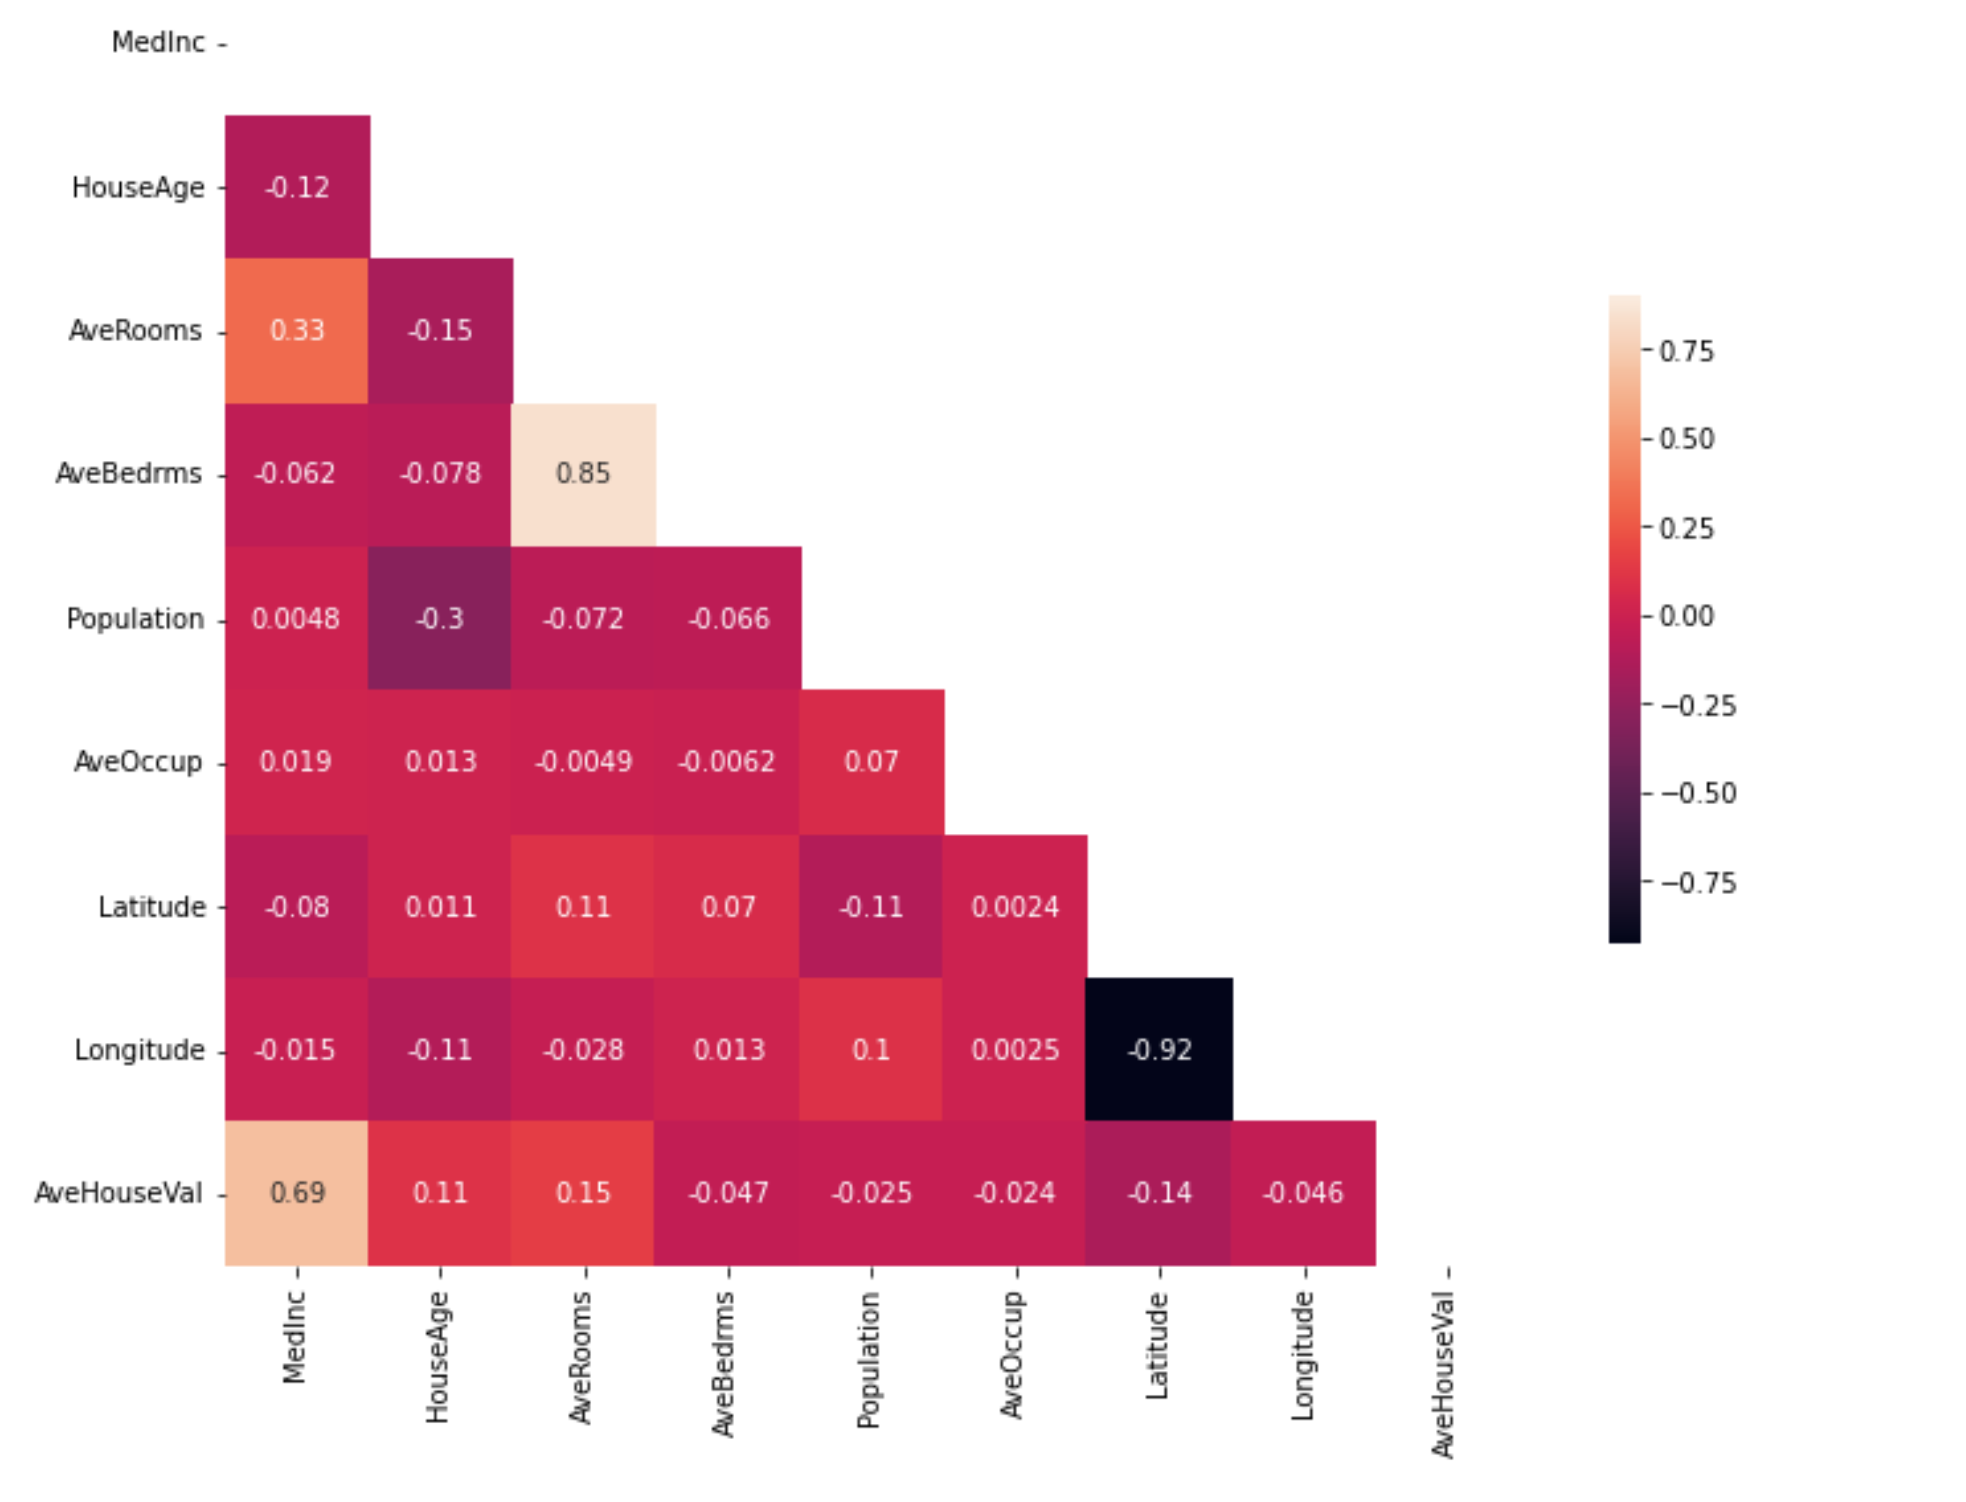 MedInc
HouseAge -0.12
AveRooms 0.33 -0.15
AveBedrms -0.062 -0.078 0.85
Population 0.0048 -0.3 -0.072 -0.066
AveOccup 0.019 0.013 -0.0049 -0.0062 0.07
Latitude -0.08 0.011 0.11 0.07 -0.11 0.0024
Longitude -0.015 -0.11 -0.028 0.013 0.1 0.0025 -0.92
AveHouseVal 0.69 0.11 0.15 -0.047 -0.025 -0.024 -0.14 -0.046
MedInc HouseAge AveRooms AveBedrms Population AveOccup Latitude Longitude AveHouseVal
0.75
0.50
0.25
0.00
−0.25
−0.50
−0.75